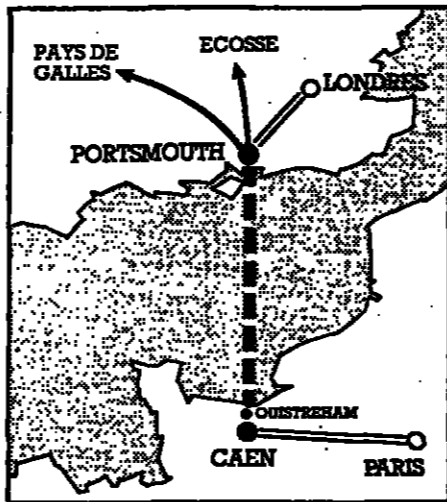 PAYS DE
GALLES
ECOSSE
LONDRES
PORTSMOUTH
OUISTREHAM
CAEN
PARIS